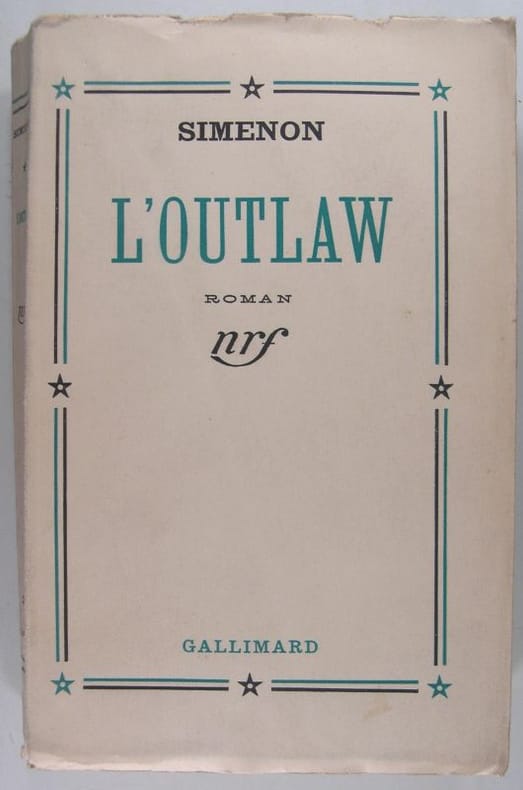 SIMENON
L'OUTLAW
ROMAN
nrf
GALLIMARD